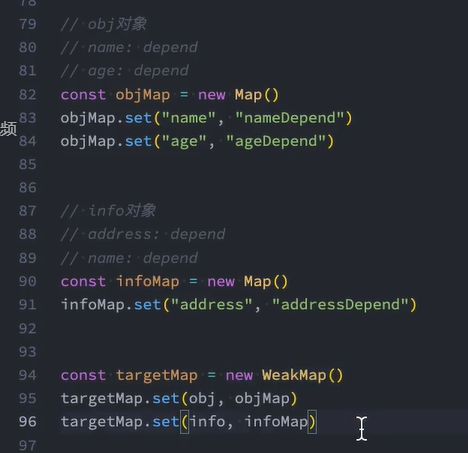 78
79 // obj对象
80 // name: depend
81 // age: depend
82 const objMap = new Map()
83 objMap.set("name", "nameDepend")
频
84 objMap.set("age", "ageDepend")
85
86
87 // info对象
88 // address: depend
89 // name: depend
90 const infoMap = new Map()
91 infoMap.set("address", "addressDepend")
92
93
94 const targetMap = new WeakMap()
95 targetMap.set(obj, objMap)
96 targetMap.set(info, infoMap)
97